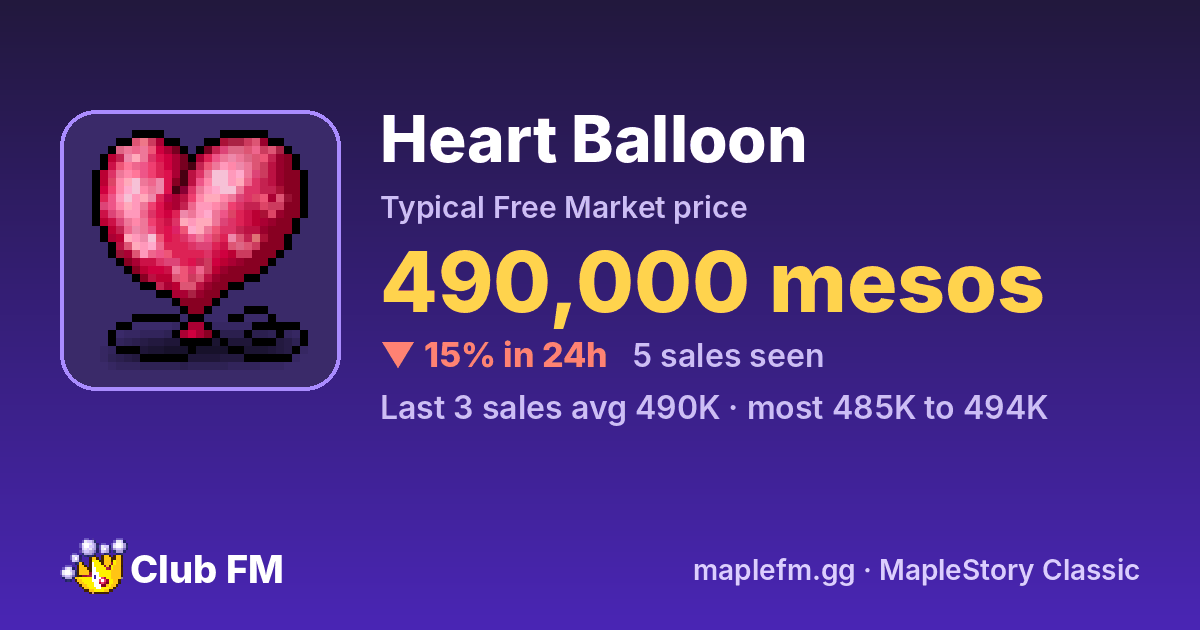 Heart Balloon
Typical Free Market price
490,000 mesos
▼ 15% in 24h 5 sales seen
Last 3 sales avg 490K · most 485K to 494K
Club FM
maplefm.gg · MapleStory Classic